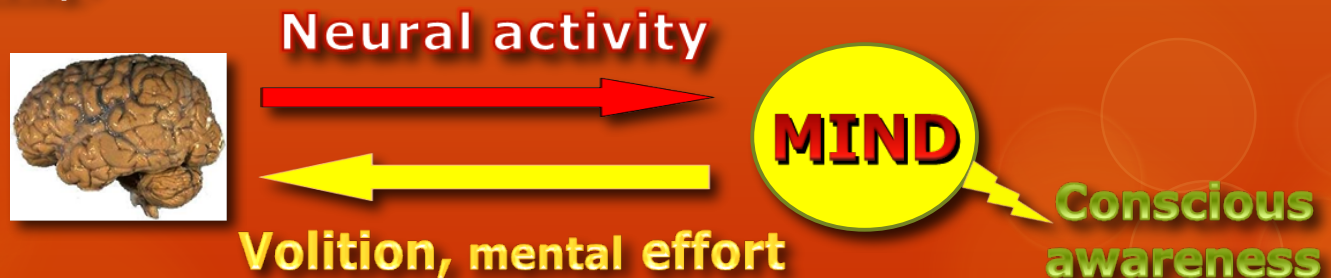 Neural activity
MIND
Volition, mental effort
Conscious
awareness